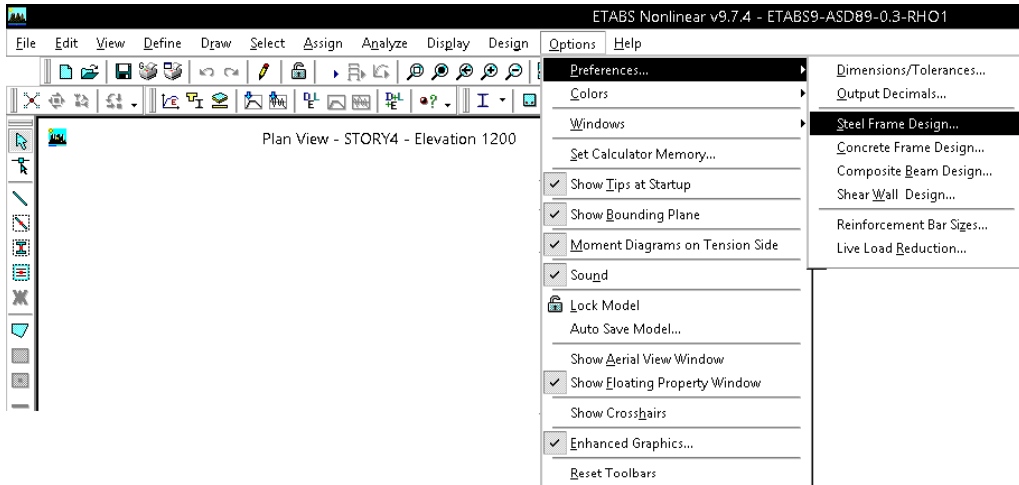 ETABS Nonlinear v9.7.4 - ETABS9-ASD89-0.3-RHO1
File Edit View Define Draw Select Assign Analyze Display Design Options Help
Plan View - STORY4 - Elevation 1200
Preferences...
Colors
Windows
Set Calculator Memory...
Show Tips at Startup
Show Bounding Plane
Moment Diagrams on Tension Side
Sound
Lock Model
Auto Save Model...
Show Aerial View Window
Show Floating Property Window
Show Crosshairs
Enhanced Graphics...
Reset Toolbars
Dimensions/Tolerances...
Output Decimals...
Steel Frame Design...
Concrete Frame Design...
Composite Beam Design...
Shear Wall Design...
Reinforcement Bar Sizes...
Live Load Reduction...